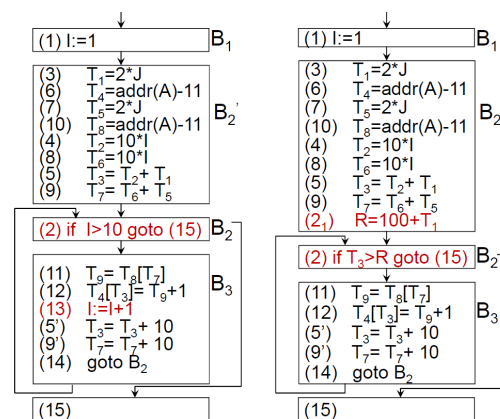 (1) I:=1
B1
(3) T1=2*J
(6) T4=addr(A)-11
(7) T5=2*J
(10) T8=addr(A)-11
(4) T2=10*I
(8) T6=10*I
(5) T3=T2+T1
(9) T7=T6+T5
B2'
(2) if I>10 goto (15)
B2
(11) T9=T8[T7]
(12) T4[T3]=T9+1
(13) I:=I+1
(5') T3=T3+10
(9') T7=T7+10
(14) goto B2
B3
(15)
(1) I:=1
B1
(3) T1=2*J
(6) T4=addr(A)-11
(7) T5=2*J
(10) T8=addr(A)-11
(4) T2=10*I
(8) T6=10*I
(5) T3=T2+T1
(9) T7=T6+T5
(21) R=100+T1
B2'
(2) if T3>R goto (15)
B2
(11) T9=T8[T7]
(12) T4[T3]=T9+1
(5') T3=T3+10
(9') T7=T7+10
(14) goto B2
B3
(15)